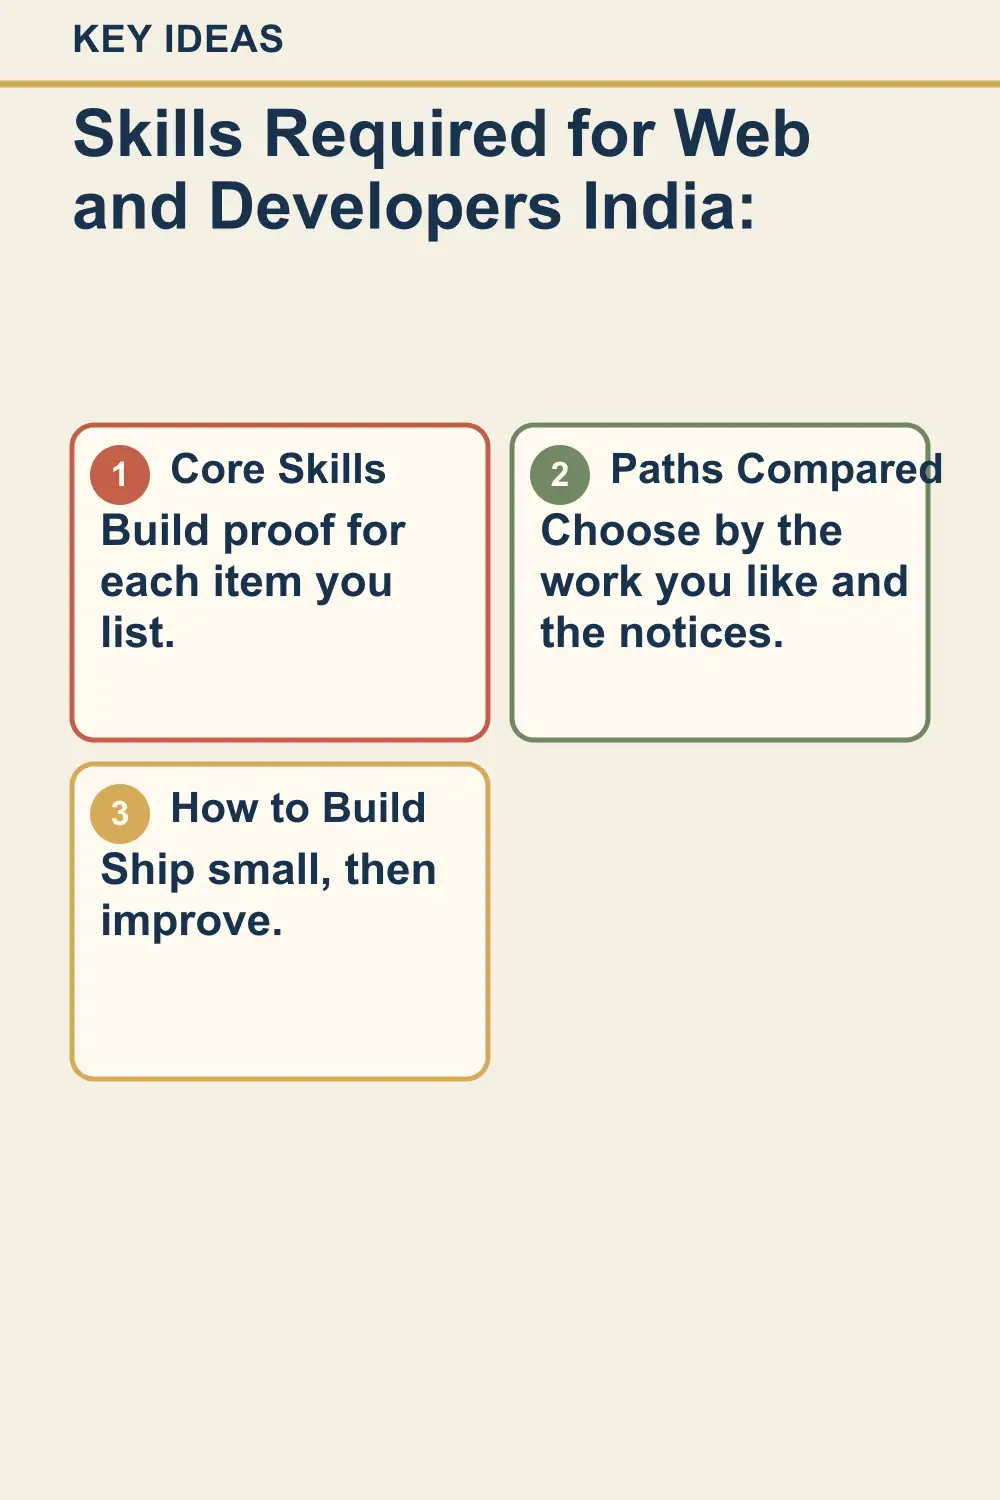 KEY IDEAS
Skills Required for Web
and Developers India:
1 Core Skills
Build proof for
each item you
list.
2 Paths Compared
Choose by the
work you like and
the notices.
3 How to Build
Ship small, then
improve.